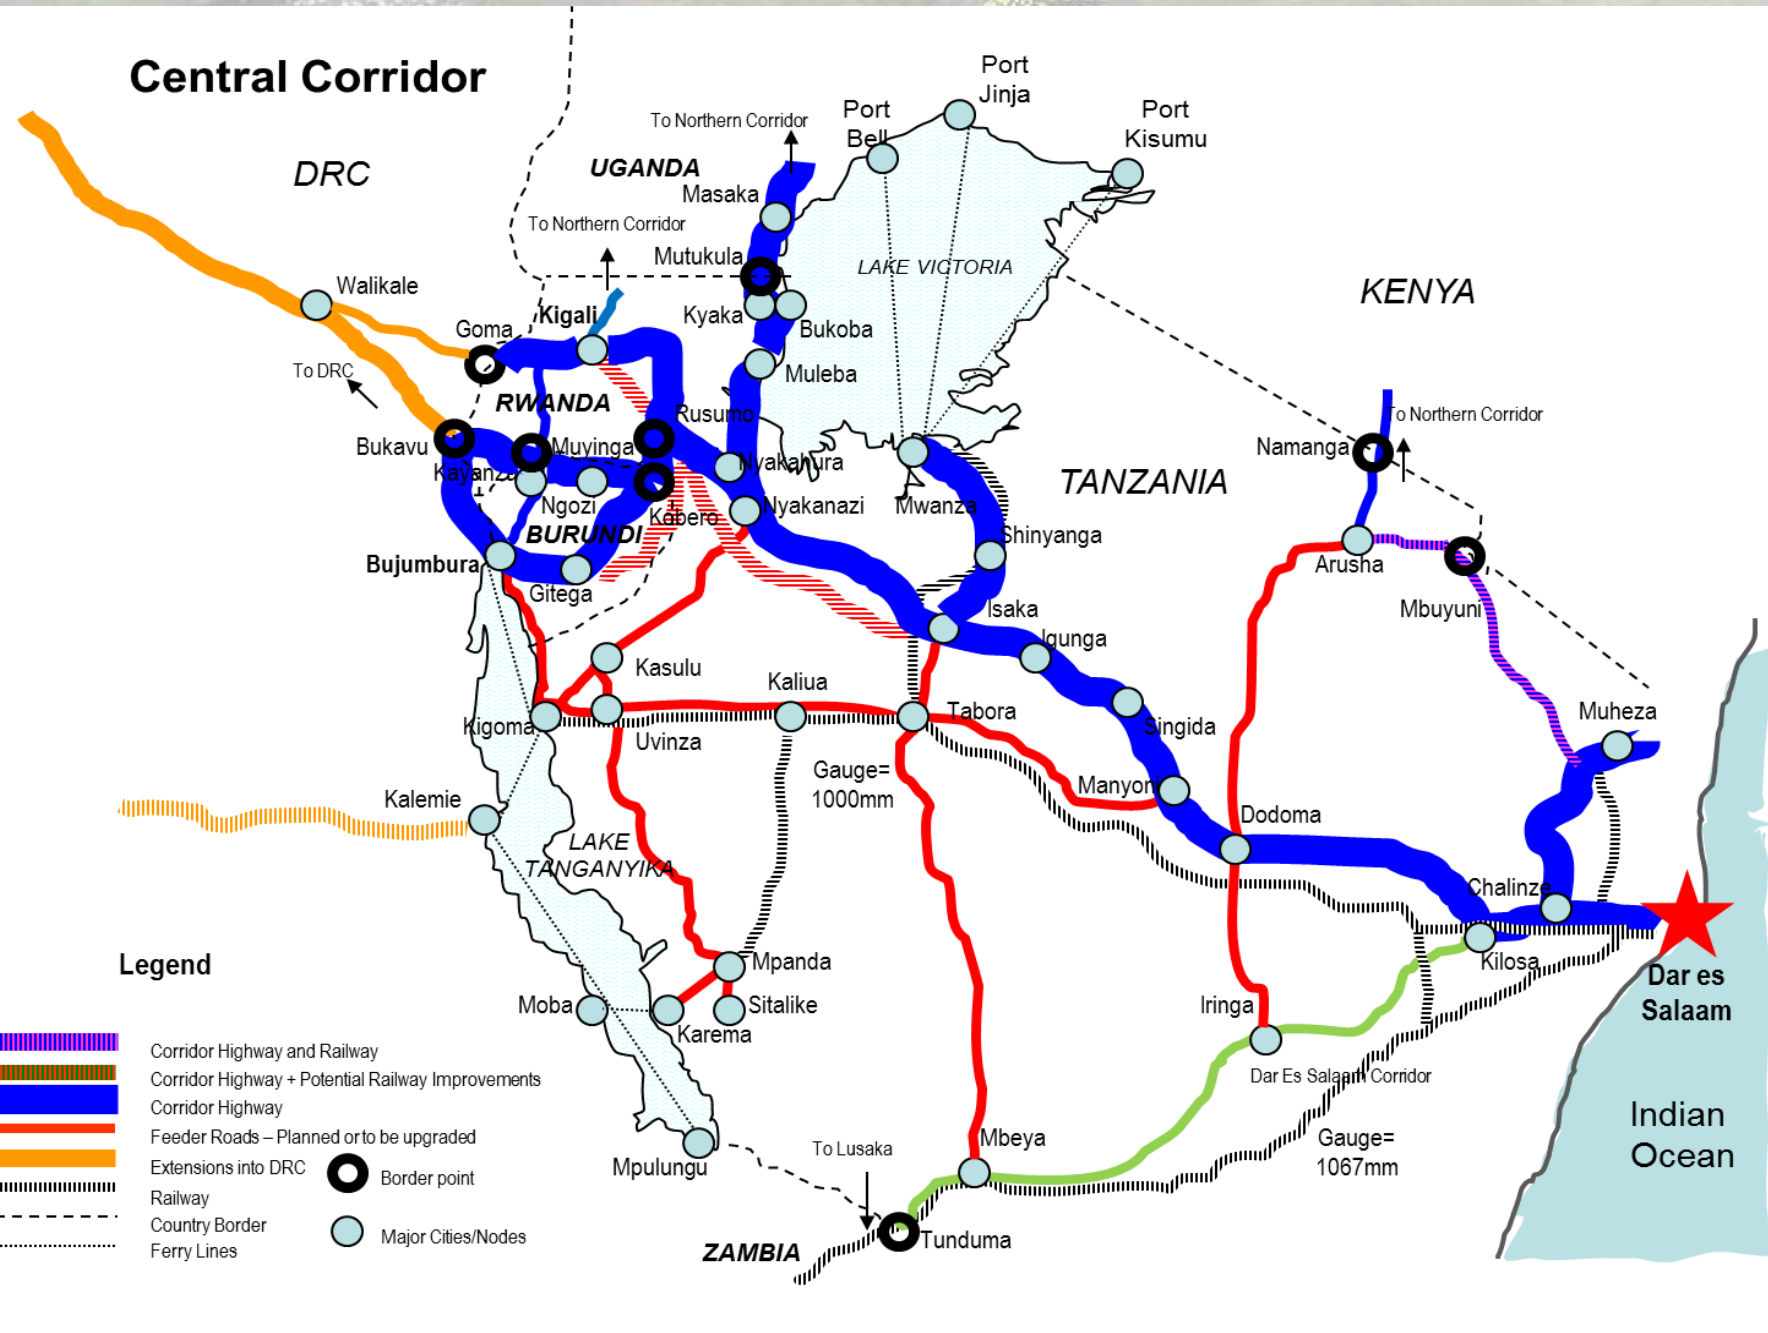 Central Corridor
Port
Jinja
Port
Bell
Port
Kisumu
To Northern Corridor
DRC
UGANDA
Masaka
To Northern Corridor
Mutukula
LAKE VICTORIA
Walikale
Kyaka
Bukoba
KENYA
Goma
Kigali
To DRC
Muleba
RWANDA
Rusumo
To Northern Corridor
Bukavu
Muyinga
Namanga
Kayanza
Nyakahura
TANZANIA
Ngozi
Kobero
Nyakanazi
Mwanza
BURUNDI
Shinyanga
Bujumbura
Arusha
Gitega
Isaka
Mbuyuni
Igunga
Kasulu
Kaliua
Kigoma
Uvinza
Tabora
Singida
Muheza
Gauge=
1000mm
Manyoni
Kalemie
Dodoma
LAKE
TANGANYIKA
Chalinze
Legend
Mpanda
Kilosa
Dar es
Salaam
Moba
Sitalike
Iringa
Karema
Corridor Highway and Railway
Dar Es Salaam Corridor
Corridor Highway + Potential Railway Improvements
Corridor Highway
Indian
Ocean
Feeder Roads – Planned or to be upgraded
Mbeya
Gauge=
1067mm
To Lusaka
Extensions into DRC
Mpulungu
Border point
Railway
Country Border
Major Cities/Nodes
Tunduma
Ferry Lines
ZAMBIA